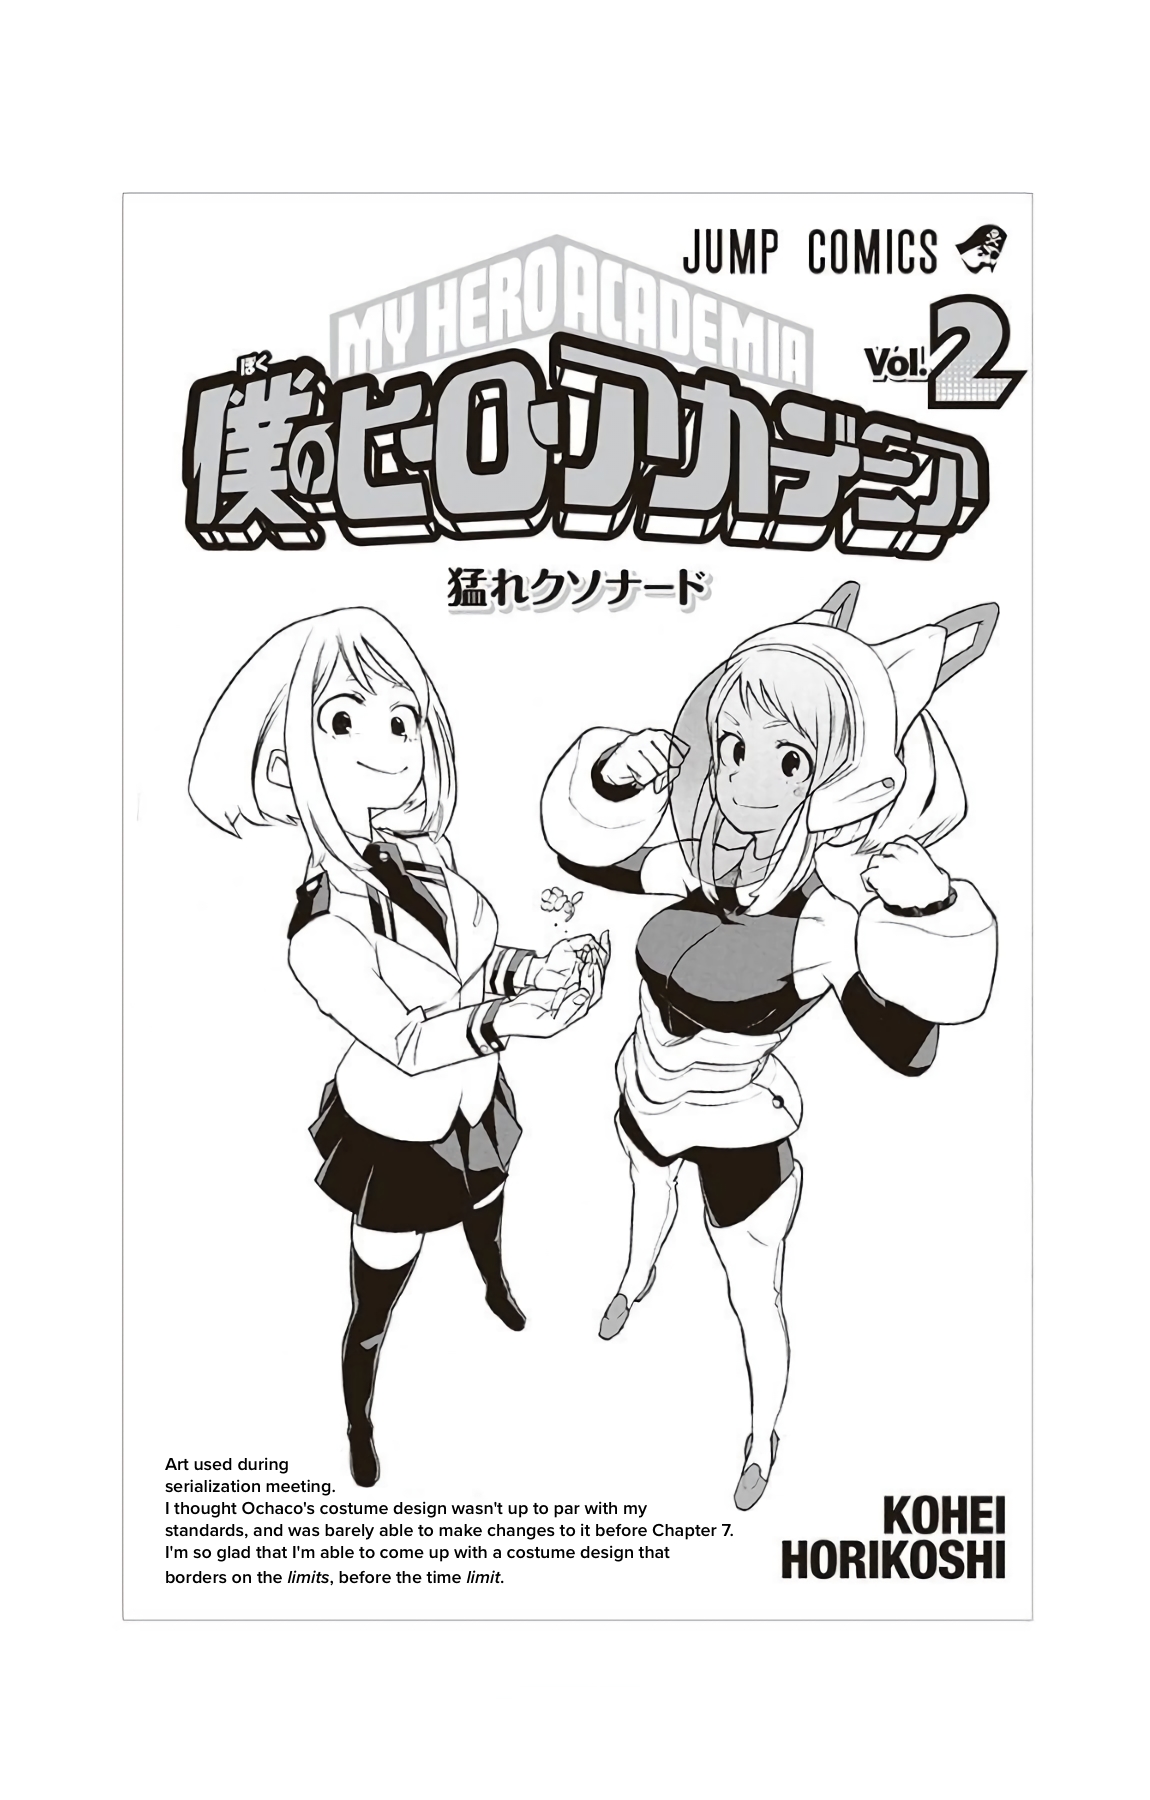 JUMP COMICS
MY HERO ACADEMIA
Vol. 2
ぼく
僕のヒーローアカデミア
猛れクソナード
Art used during
serialization meeting.
I thought Ochaco's costume design wasn't up to par with my
standards, and was barely able to make changes to it before Chapter 7.
I'm so glad that I'm able to come up with a costume design that
borders on the limits, before the time limit.
KOHEI
HORIKOSHI